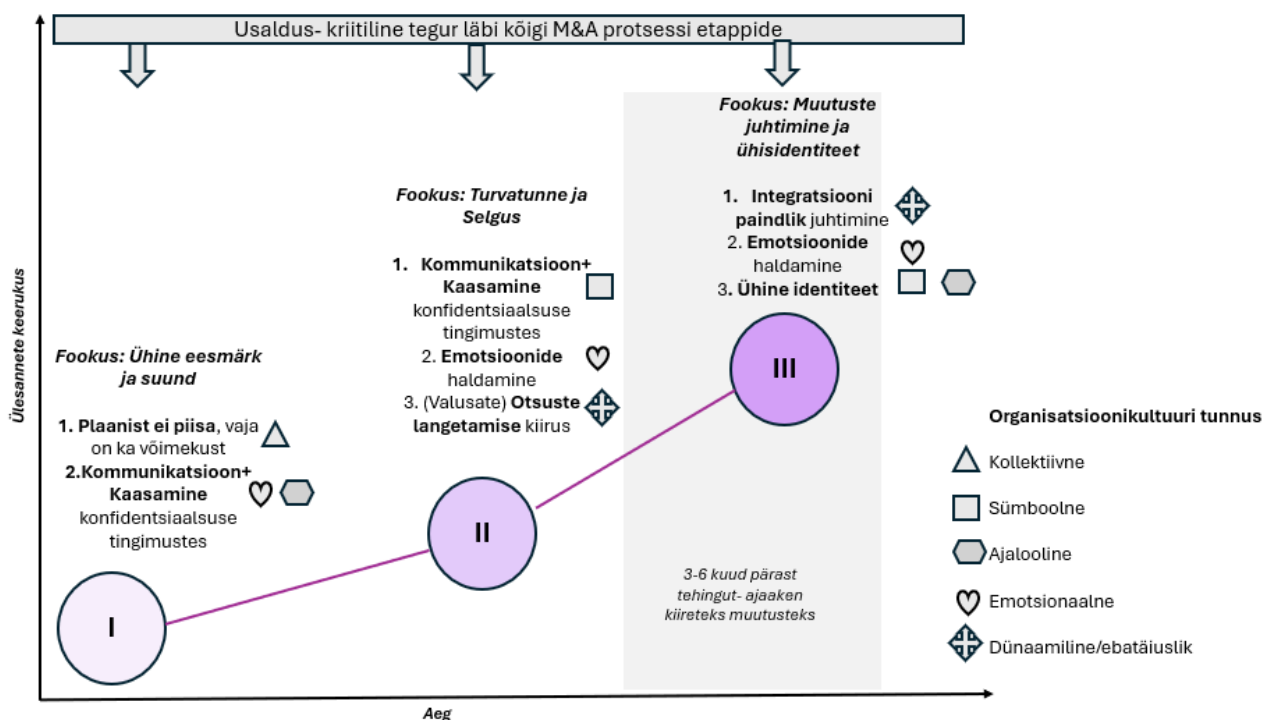 Usaldus- kriitiline tegur läbi kõigi M&A protsessi etappide
Ülesannete keerukus
Fookus: Ühine eesmärk
ja suund
1. Plaanist ei piisa, vaja
on ka võimekust
2.Kommunikatsioon+
Kaasamine
konfidentsiaalsuse
tingimustes
I
Fookus: Turvatunne ja
Selgus
1. Kommunikatsioon+
Kaasamine
konfidentsiaalsuse
tingimustes
2. Emotsioonide
haldamine
3. (Valusate) Otsuste
langetamise kiirus
II
Fookus: Muutuste
juhtimine ja
ühisidentiteet
1. Integratsiooni
paindlik juhtimine
2. Emotsioonide
haldamine
3. Ühine identiteet
III
3-6 kuud pärast
tehingut- ajaaken
kiireteks muutusteks
Organisatsioonikultuuri tunnus
Kollektiivne
Sümboolne
Ajalooline
Emotsionaalne
Dünaamiline/ebatäiuslik
Aeg